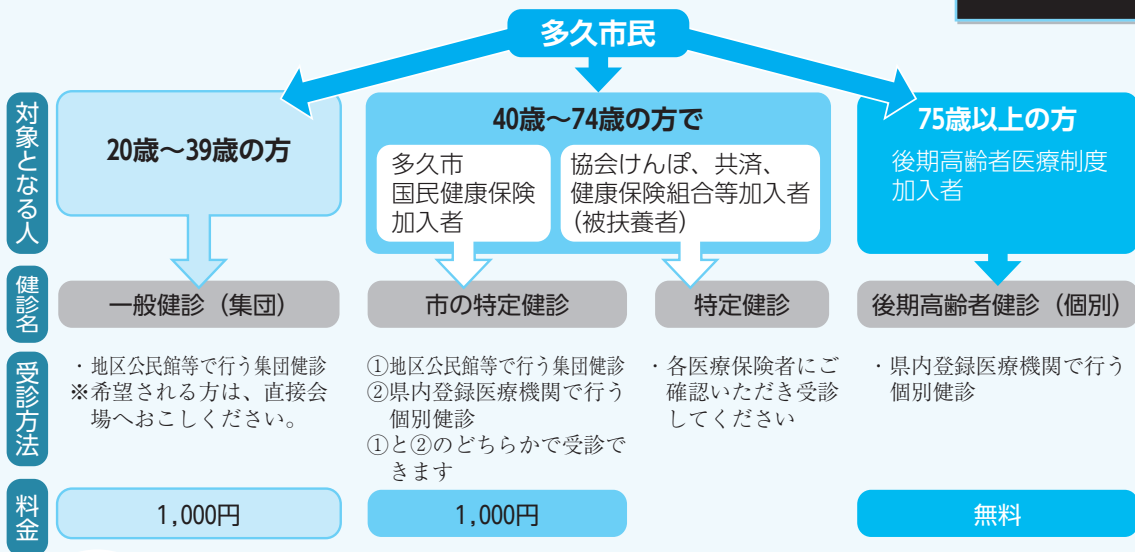 多久市民
対象となる人
20歳～39歳の方
40歳～74歳の方で
多久市
国民健康保険
加入者
協会けんぽ、共済、
健康保険組合等加入者
(被扶養者)
75歳以上の方
後期高齢者医療制度
加入者
健診名
一般健診（集団）
市の特定健診
特定健診
後期高齢者健診（個別）
受診方法
・地区公民館等で行う集団健診
※希望される方は、直接会
場へおこしください。
①地区公民館等で行う集団健診
②県内登録医療機関で行う
個別健診
①と②のどちらかで受診で
きます
・各医療保険者にご
確認いただき受診
してください
・県内登録医療機関で行う
個別健診
料金
1,000円
1,000円
無料